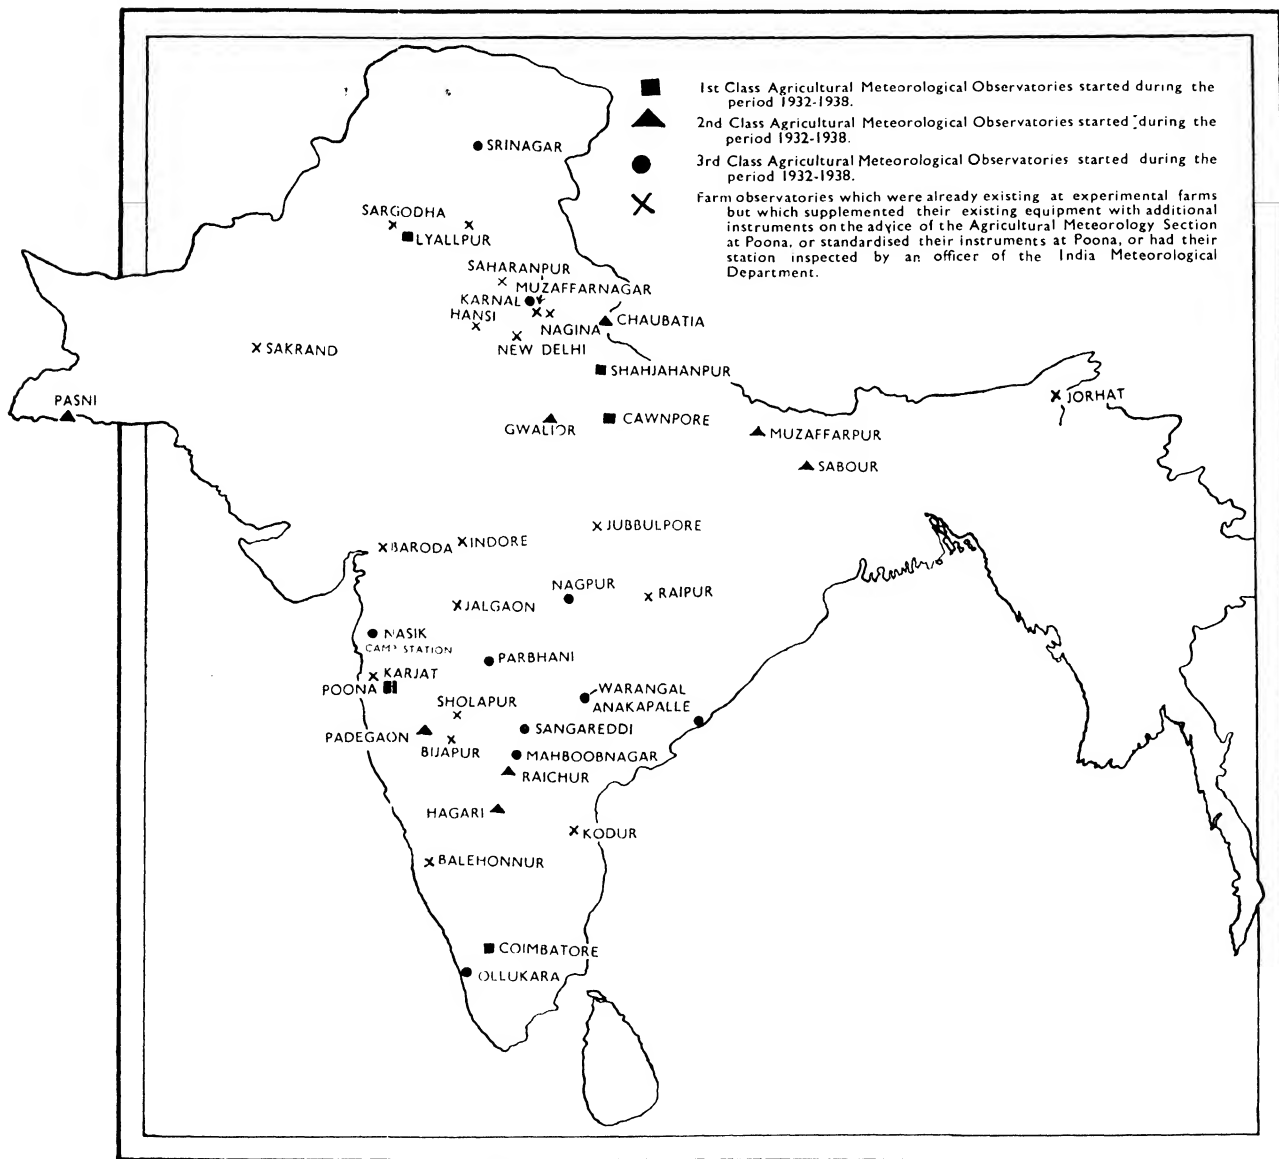 1st Class Agricultural Meteorological Observatories started during the
period 1932-1938.
2nd Class Agricultural Meteorological Observatories started during the
period 1932-1938.
3rd Class Agricultural Meteorological Observatories started during the
period 1932-1938.
Farm observatories which were already existing at experimental farms
but which supplemented their existing equipment with additional
instruments on the advice of the Agricultural Meteorology Section
at Poona, or standardised their instruments at Poona, or had their
station inspected by an officer of the India Meteorological
Department.
SRINAGAR
SARGODHA
LYALLPUR
SAHARANPUR
MUZAFFARNAGAR
KARNAL
HANSI
NAGINA
CHAUBATIA
NEW DELHI
SAKRAND
SHAHJAHANPUR
PASNI
JORHAT
GWALIOR
CAWNPORE
MUZAFFARPUR
SABOUR
JUBBULPORE
BARODA
INDORE
NAGPUR
RAIPUR
JALGAON
NASIK
CAMP STATION
PARBHANI
KARJAT
POONA
WARANGAL
SHOLAPUR
ANAKAPALLE
PADEGAON
SANGAREDDI
BIJAPUR
MAHBOOBNAGAR
RAICHUR
HAGARI
KODUR
BALEHONNUR
COIMBATORE
OLLUKARA